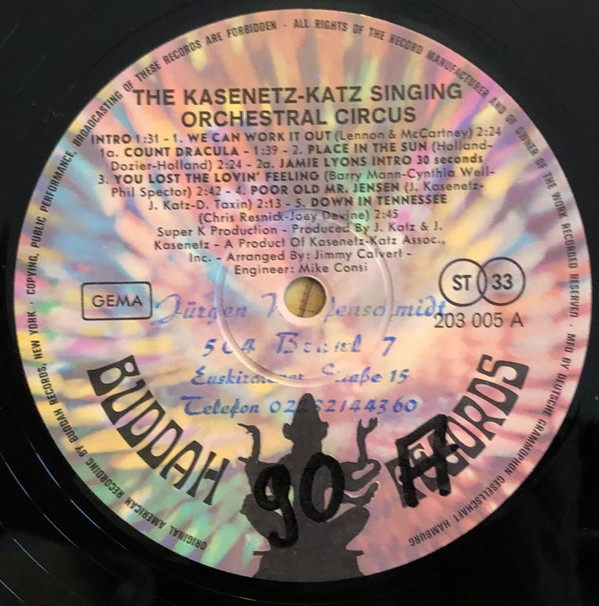 COPYING, PUBLIC PERFORMANCE, BROADCASTING OF THESE RECORDS ARE FORBIDDEN · ALL RIGHTS OF THE RECORD MANUFACTURER AND OF OWNER OF THE WORK RECORDED RESERVED · MFD BY DEUTSCHE GRAMMOPHON GESELLSCHAFT HAMBURG
THE KASENETZ-KATZ SINGING
ORCHESTRAL CIRCUS
INTRO 1:31 - 1. WE CAN WORK IT OUT (Lennon & McCartney) 2:24
1a. COUNT DRACULA - 1:39 - 2. PLACE IN THE SUN (Holland-
Dozier-Holland) 2:24 - 2a. JAMIE LYONS INTRO 30 seconds
3. YOU LOST THE LOVIN' FEELING (Barry Mann-Cynthia Weil-
Phil Spector) 2:42 - 4. POOR OLD MR. JENSEN (J. Kasenetz-
J. Katz-D. Taxin) 2:13 - 5. DOWN IN TENNESSEE
(Chris Resnick-Joey Devine) 2:45
Super K Production - Produced By J. Katz & J.
Kasenetz - A Product Of Kasenetz-Katz Assoc.,
Inc. - Arranged By: Jimmy Calvert -
Engineer: Mike Consi
GEMA
ST 33
203 005 A
Jürgen
7
15
Telefon
BUDDAH RECORDS
90 A
ORIGINAL AMERICAN RECORDING BY BUDDAH RECORDS, NEW YORK ·